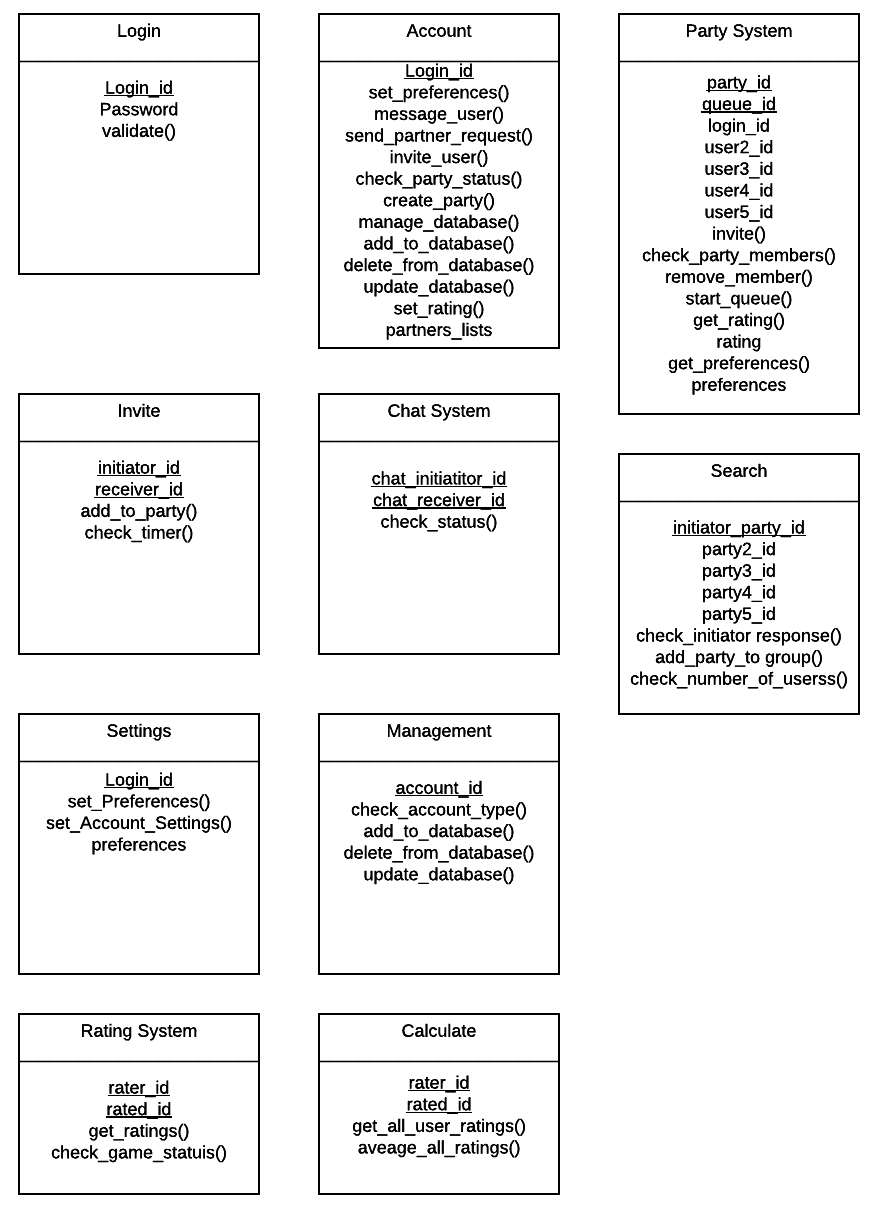 Login
Login_id
Password
validate()
Account
Login_id
set_preferences()
message_user()
send_partner_request()
invite_user()
check_party_status()
create_party()
manage_database()
add_to_database()
delete_from_database()
update_database()
set_rating()
partners_lists
Party System
party_id
queue_id
login_id
user2_id
user3_id
user4_id
user5_id
invite()
check_party_members()
remove_member()
start_queue()
get_rating()
rating
get_preferences()
preferences
Invite
initiator_id
receiver_id
add_to_party()
check_timer()
Chat System
chat_initiatitor_id
chat_receiver_id
check_status()
Search
initiator_party_id
party2_id
party3_id
party4_id
party5_id
check_initiator response()
add_party_to group()
check_number_of_userss()
Settings
Login_id
set_Preferences()
set_Account_Settings()
preferences
Management
account_id
check_account_type()
add_to_database()
delete_from_database()
update_database()
Rating System
rater_id
rated_id
get_ratings()
check_game_statuis()
Calculate
rater_id
rated_id
get_all_user_ratings()
aveage_all_ratings()